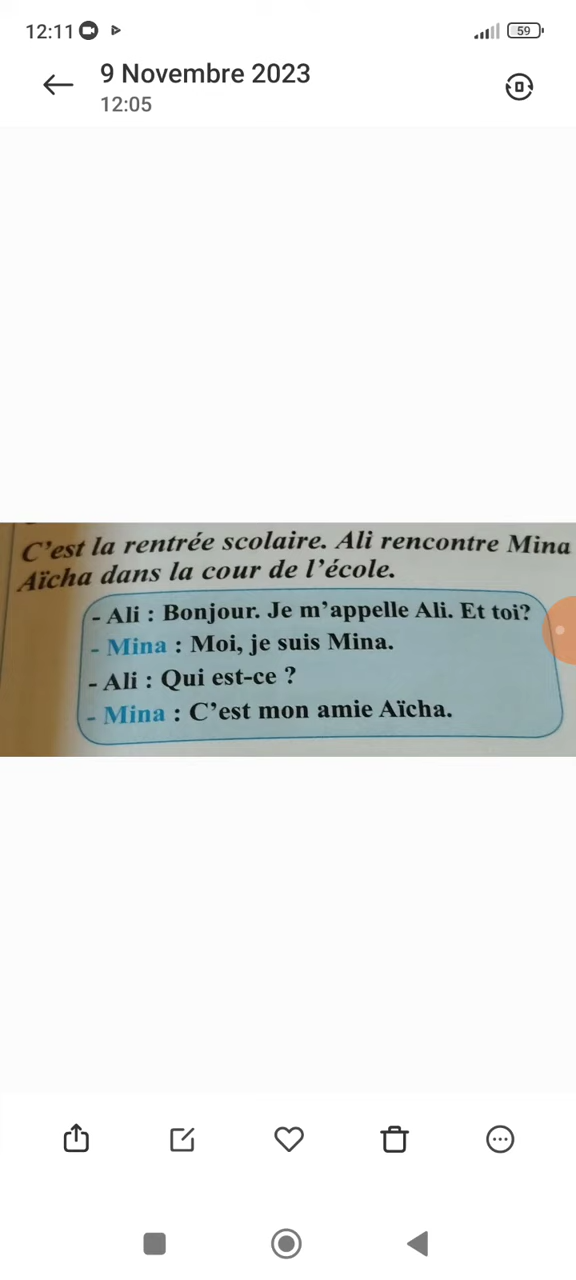 12:11
59
9 Novembre 2023
12:05
C'est la rentrée scolaire. Ali rencontre Mina
Aïcha dans la cour de l'école.
- Ali : Bonjour. Je m'appelle Ali. Et toi?
- Mina : Moi, je suis Mina.
- Ali : Qui est-ce ?
- Mina : C'est mon amie Aïcha.